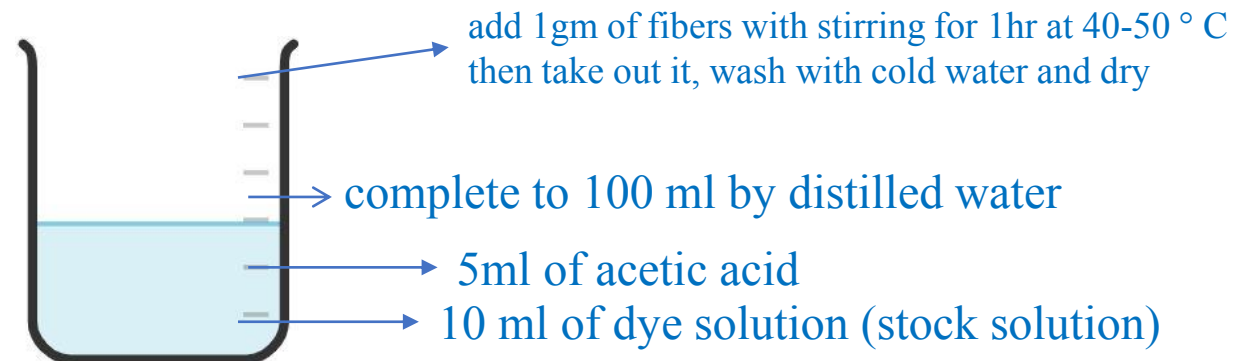 add 1gm of fibers with stirring for 1hr at 40-50 ° C
then take out it, wash with cold water and dry
complete to 100 ml by distilled water
5ml of acetic acid
10 ml of dye solution (stock solution)